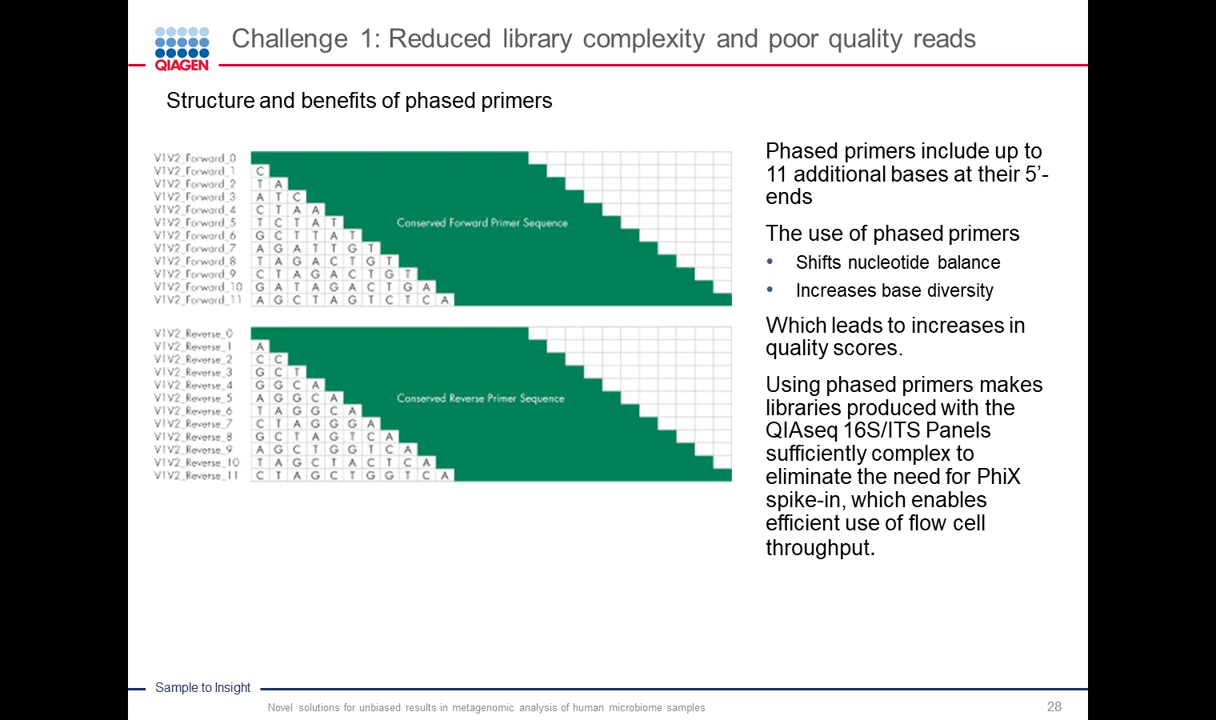 QIAGEN
Challenge 1: Reduced library complexity and poor quality reads
Structure and benefits of phased primers
V1V2_Forward_0
V1V2_Forward_1 C
V1V2_Forward_2 T A
V1V2_Forward_3 A T C
V1V2_Forward_4 C T A A
V1V2_Forward_5 T C T A T
V1V2_Forward_6 G C T T A T
V1V2_Forward_7 A G A T T G T
V1V2_Forward_8 T A G A C T G T
V1V2_Forward_9 C T A G A C T G T
V1V2_Forward_10 G A T A G A C T G A
V1V2_Forward_11 A G C T A G T C T C A
Conserved Forward Primer Sequence
V1V2_Reverse_0
V1V2_Reverse_1 A
V1V2_Reverse_2 C C
V1V2_Reverse_3 G C T
V1V2_Reverse_4 G G C A
V1V2_Reverse_5 A G G C A
V1V2_Reverse_6 T A G G C A
V1V2_Reverse_7 C T A G G G A
V1V2_Reverse_8 G C T A G T C A
V1V2_Reverse_9 A G C T G G T C A
V1V2_Reverse_10 T A G C T A C T C A
V1V2_Reverse_11 C T A G C T G G T C A
Conserved Reverse Primer Sequence
Phased primers include up to
11 additional bases at their 5’-
ends
The use of phased primers
• Shifts nucleotide balance
• Increases base diversity
Which leads to increases in
quality scores.
Using phased primers makes
libraries produced with the
QIAseq 16S/ITS Panels
sufficiently complex to
eliminate the need for PhiX
spike-in, which enables
efficient use of flow cell
throughput.
Sample to Insight
Novel solutions for unbiased results in metagenomic analysis of human microbiome samples
28